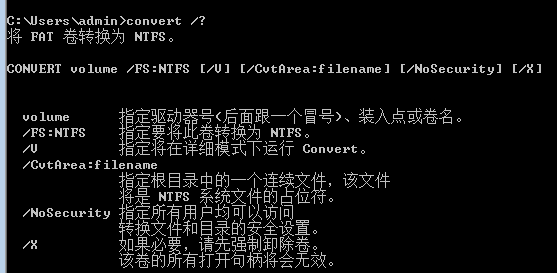 C:\Users\admin>convert /?
将 FAT 卷转换为 NTFS。
CONVERT volume /FS:NTFS [/V] [/CvtArea:filename] [/NoSecurity] [/X]
volume 指定驱动器号(后面跟一个冒号)、装入点或卷名。
/FS:NTFS 指定要将此卷转换为 NTFS。
/V 指定将在详细模式下运行 Convert。
/CvtArea:filename
指定根目录中的一个连续文件，该文件
将是 NTFS 系统文件的占位符。
/NoSecurity 指定所有用户均可以访问
转换文件和目录的安全设置。
/X 如果必要，请先强制卸除卷。
该卷的所有打开句柄将会无效。